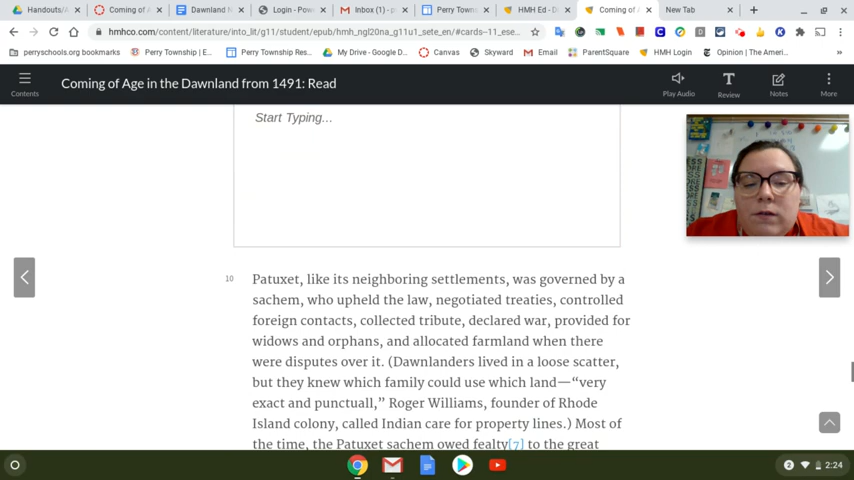 Handouts/A
Coming of A
Dawnland N
Login - Pow
Inbox (1) - p
Perry Towns
HMH Ed - D
Coming of A
New Tab
hmhco.com/content/literature/into_lit/g11/student/epub/hmh_ngl20na_g11u1_sete_en/#cards--11_ese...
perryschools.org bookmarks
Perry Township | E...
Perry Township Res...
My Drive - Google D...
Canvas
Skyward
Email
ParentSquare
HMH Login
Opinion | The Ameri...
Contents
Coming of Age in the Dawnland from 1491: Read
Play Audio
Review
Notes
More
Start Typing...
10
Patuxet, like its neighboring settlements, was governed by a
sachem, who upheld the law, negotiated treaties, controlled
foreign contacts, collected tribute, declared war, provided for
widows and orphans, and allocated farmland when there
were disputes over it. (Dawnlanders lived in a loose scatter,
but they knew which family could use which land—“very
exact and punctuall,” Roger Williams, founder of Rhode
Island colony, called Indian care for property lines.) Most of
the time, the Patuxet sachem owed fealty[7] to the great
2
2:24